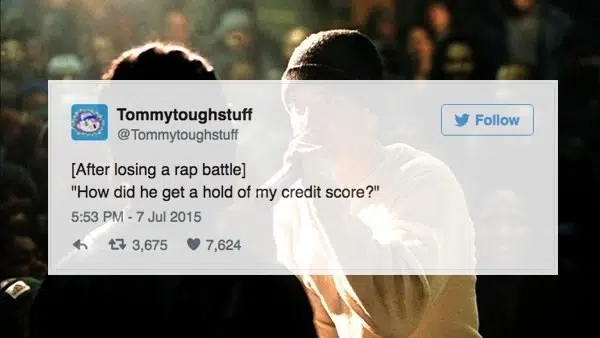 Tommytoughstuff
@Tommytoughstuff
Follow
[After losing a rap battle]
"How did he get a hold of my credit score?"
5:53 PM - 7 Jul 2015
3,675 7,624